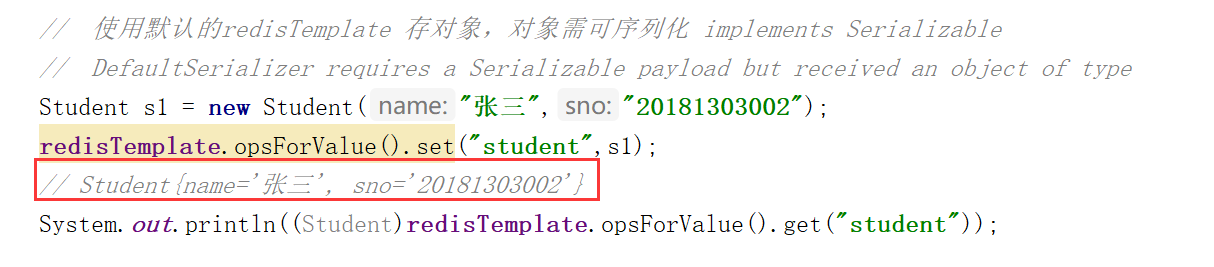 //  使用默认的redisTemplate 存对象，对象需可序列化 implements Serializable
//  DefaultSerializer requires a Serializable payload but received an object of type
Student s1 = new Student( name: "张三", sno: "20181303002");
redisTemplate.opsForValue().set("student",s1);
// Student{name='张三', sno='20181303002'}
System.out.println((Student)redisTemplate.opsForValue().get("student"));